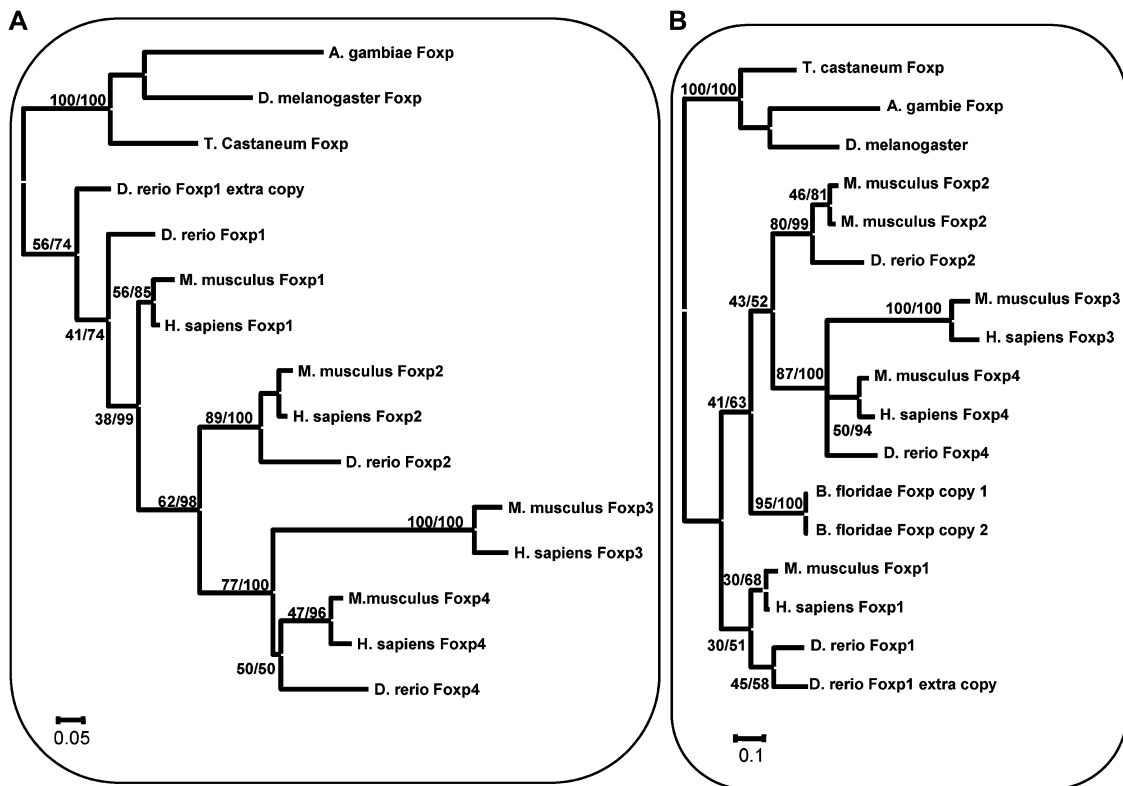 A
A. gambiae Foxp
100/100
D. melanogaster Foxp
T. Castaneum Foxp
D. rerio Foxp1 extra copy
56/74
D. rerio Foxp1
M. musculus Foxp1
56/85
H. sapiens Foxp1
41/74
M. musculus Foxp2
38/99
89/100
H. sapiens Foxp2
D. rerio Foxp2
62/98
M. musculus Foxp3
100/100
H. sapiens Foxp3
77/100
M.musculus Foxp4
47/96
H. sapiens Foxp4
50/50
D. rerio Foxp4
0.05
B
T. castaneum Foxp
100/100
A. gambie Foxp
D. melanogaster
M. musculus Foxp2
46/81
M. musculus Foxp2
80/99
D. rerio Foxp2
43/52
M. musculus Foxp3
100/100
H. sapiens Foxp3
87/100
M. musculus Foxp4
41/63
H. sapiens Foxp4
50/94
D. rerio Foxp4
B. floridae Foxp copy 1
95/100
B. floridae Foxp copy 2
M. musculus Foxp1
30/68
H. sapiens Foxp1
30/51
D. rerio Foxp1
45/58
D. rerio Foxp1 extra copy
0.1